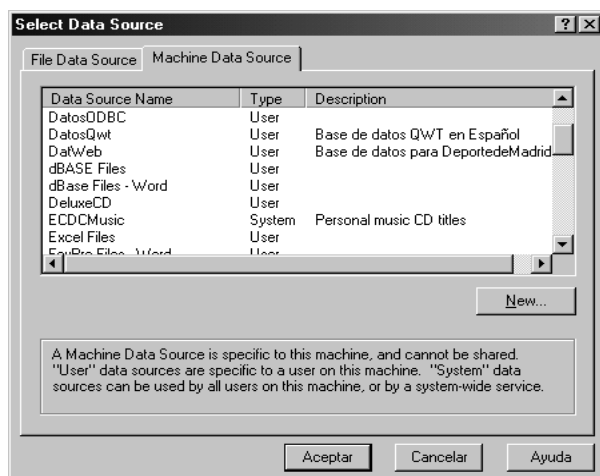 Select Data Source
File Data Source Machine Data Source
Data Source Name Type Description
DatosODBC User
DatosQwt User Base de datos QWT en Español
DatWeb User Base de datos para DeportedeMadrid
dBASE Files User
dBase Files - Word User
DeluxeCD User
ECDCMusic System Personal music CD titles
Excel Files User
FoxPro Files - Word User
New...
A Machine Data Source is specific to this machine, and cannot be shared.
"User" data sources are specific to a user on this machine. "System" data
sources can be used by all users on this machine, or by a system-wide service.
Aceptar Cancelar Ayuda